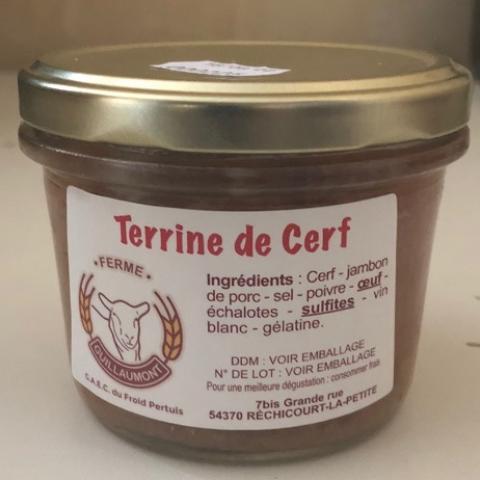 Terrine de Cerf
· FERME ·
GUILLAUMONT
G.A.E.C. du Froid Pertuis
Ingrédients : Cerf - jambon
de porc - sel - poivre - œuf -
échalotes - sulfites - vin
blanc - gélatine.
DDM : VOIR EMBALLAGE
N° DE LOT : VOIR EMBALLAGE
Pour une meilleure dégustation : consommer frais
7bis Grande rue
54370 RÉCHICOURT-LA-PETITE